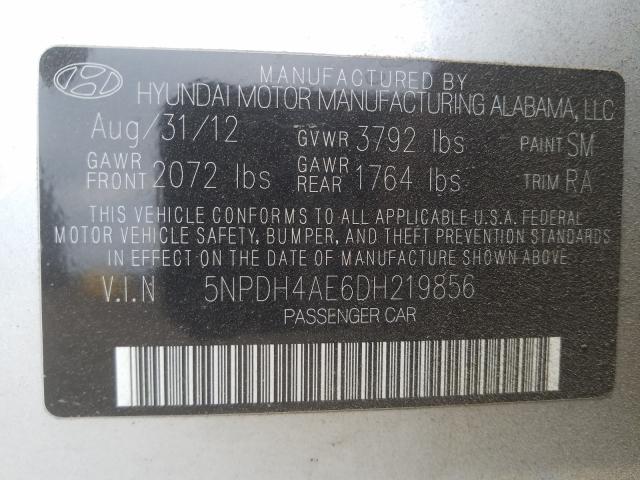 MANUFACTURED BY
HYUNDAI MOTOR MANUFACTURING ALABAMA, LLC
Aug/31/12 GVWR 3792 lbs PAINT SM
GAWR FRONT 2072 lbs GAWR REAR 1764 lbs TRIM RA
THIS VEHICLE CONFORMS TO ALL APPLICABLE U.S.A. FEDERAL
MOTOR VEHICLE SAFETY, BUMPER, AND THEFT PREVENTION STANDARDS
IN EFFECT ON THE DATE OF MANUFACTURE SHOWN ABOVE.
V.I.N 5NPDH4AE6DH219856
PASSENGER CAR